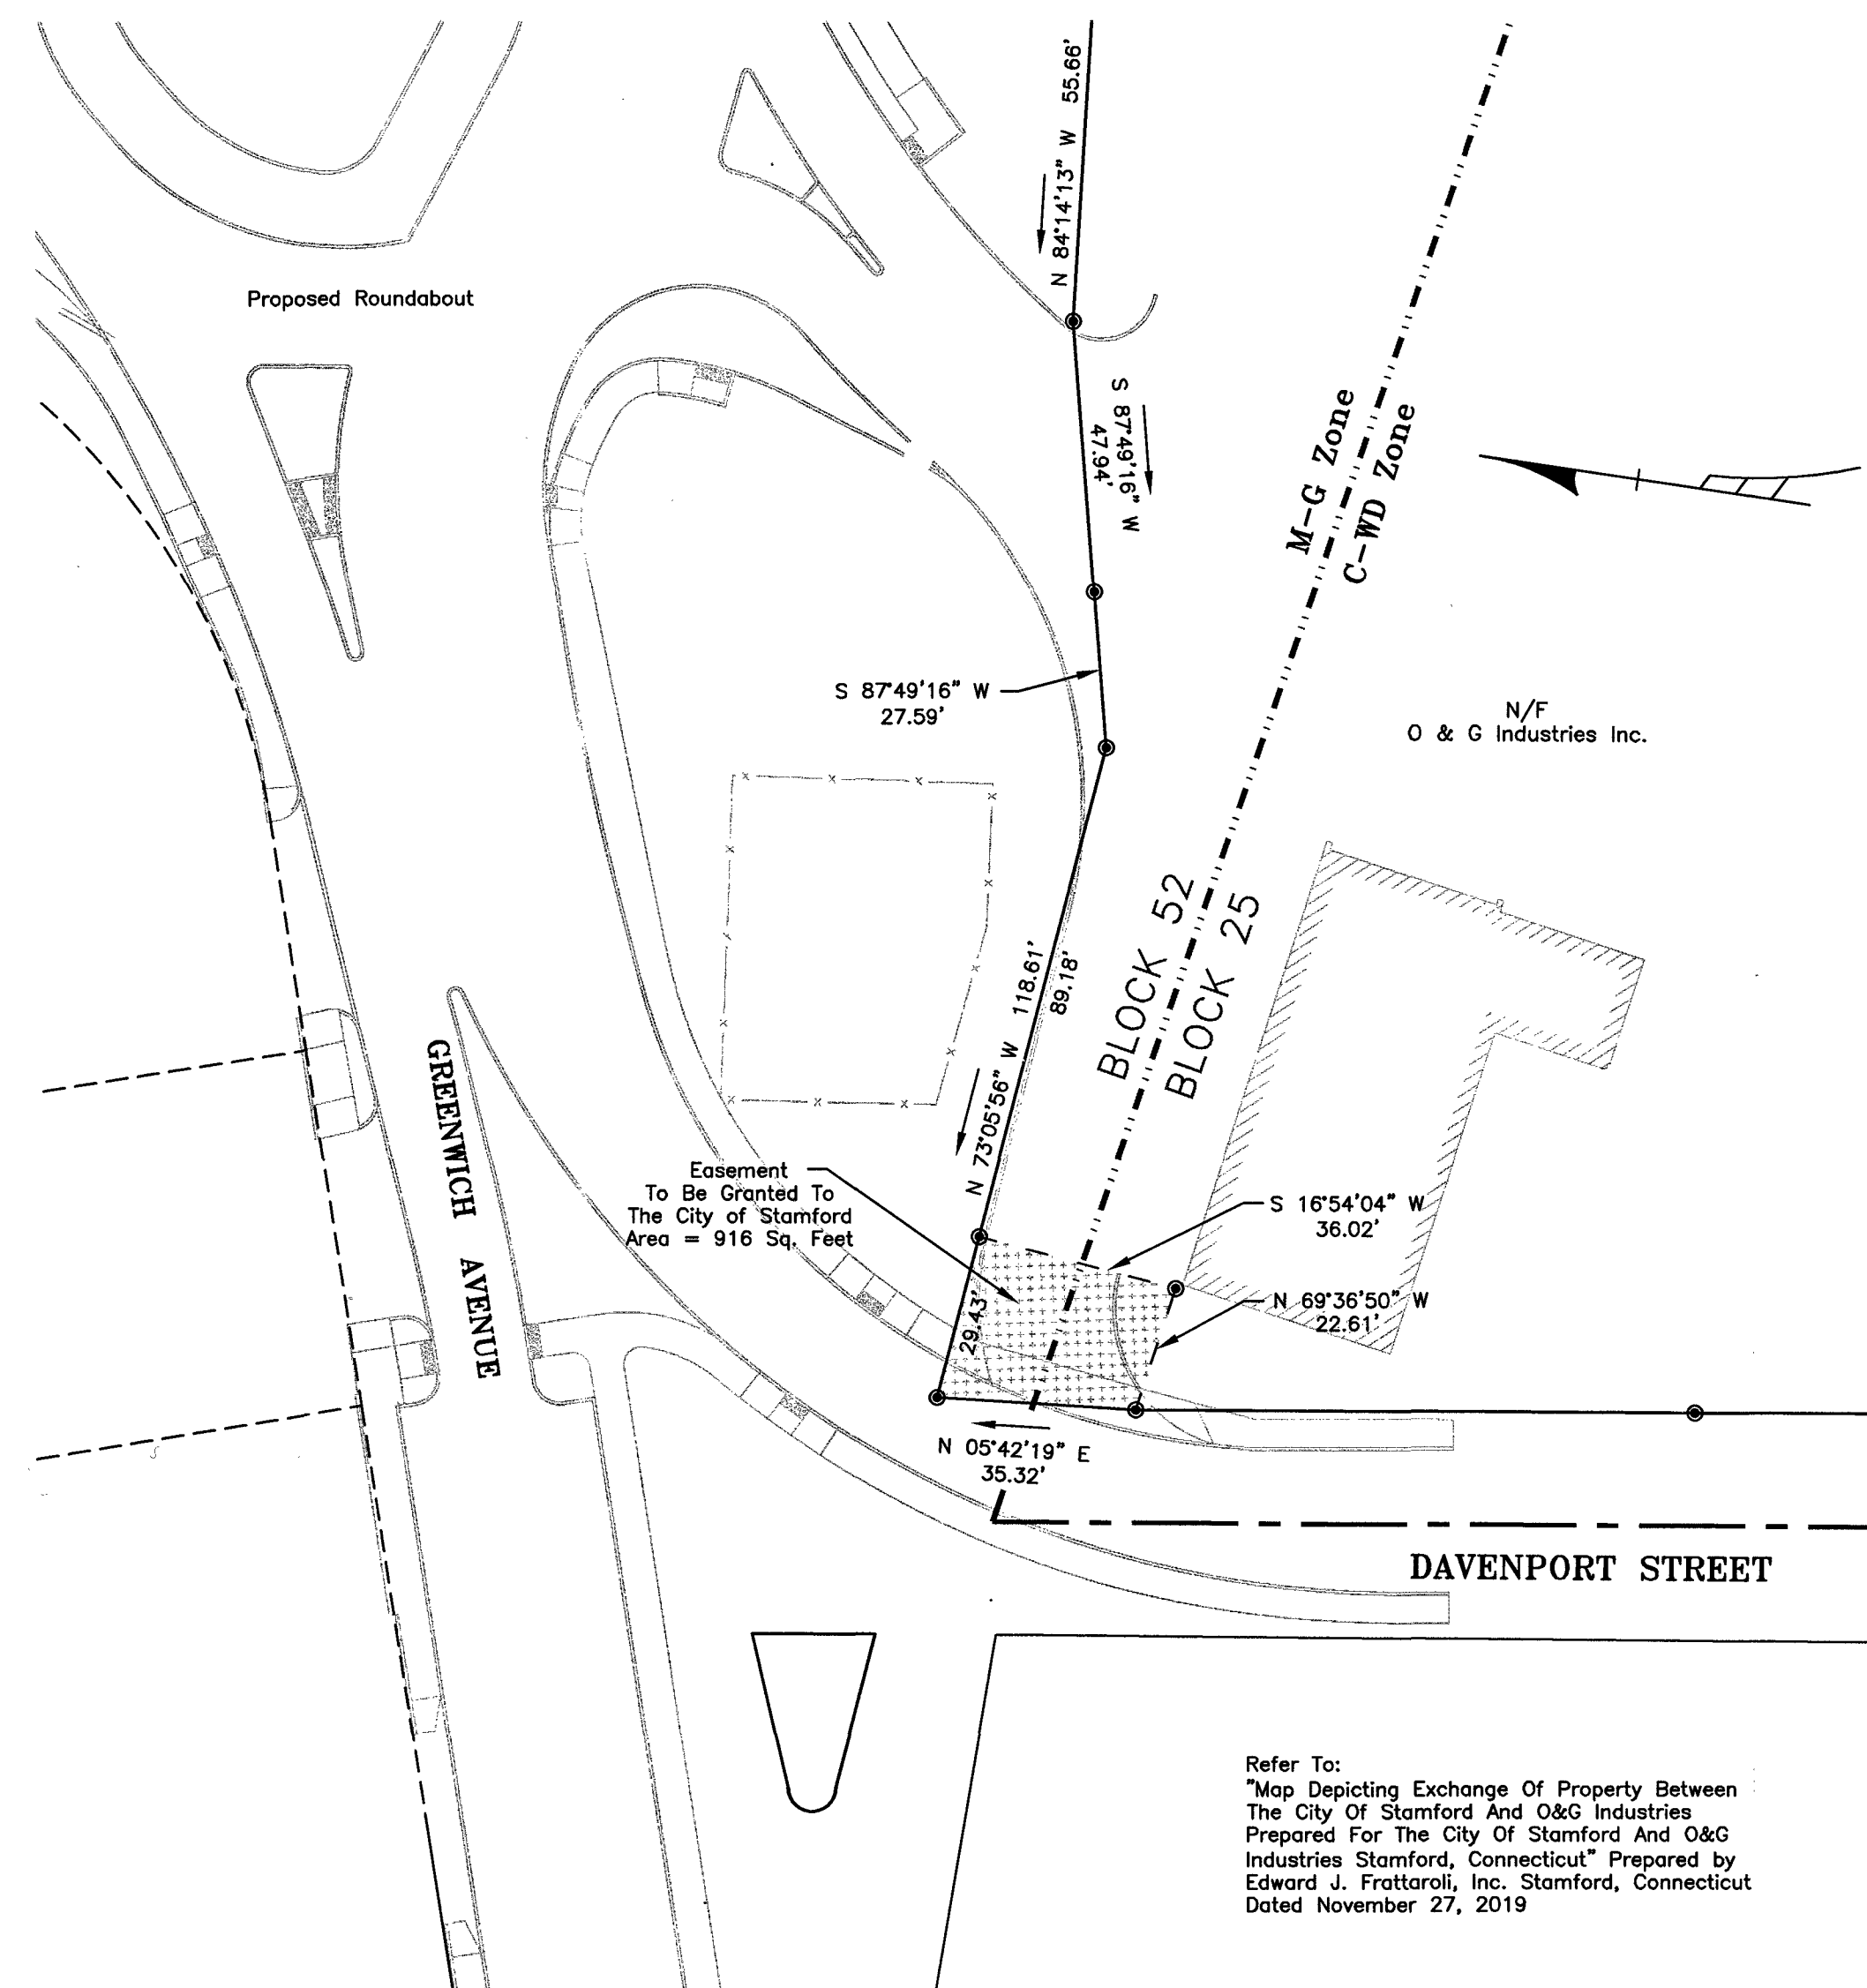 N 84°14'13" W 55.66'
Proposed Roundabout
S 87°49'16" W
47.94'
M-G Zone
C-WD Zone
S 87°49'16" W
27.59'
N/F
O & G Industries Inc.
BLOCK 52
BLOCK 25
N 73°05'56" W 118.61'
89.18'
GREENWICH AVENUE
Easement
To Be Granted To
The City of Stamford
Area = 916 Sq. Feet
S 16°54'04" W
36.02'
N 69°36'50" W
22.61'
29.43'
N 05°42'19" E
35.32'
DAVENPORT STREET
Refer To:
"Map Depicting Exchange Of Property Between
The City Of Stamford And O&G Industries
Prepared For The City Of Stamford And O&G
Industries Stamford, Connecticut" Prepared by
Edward J. Frattaroli, Inc. Stamford, Connecticut
Dated November 27, 2019